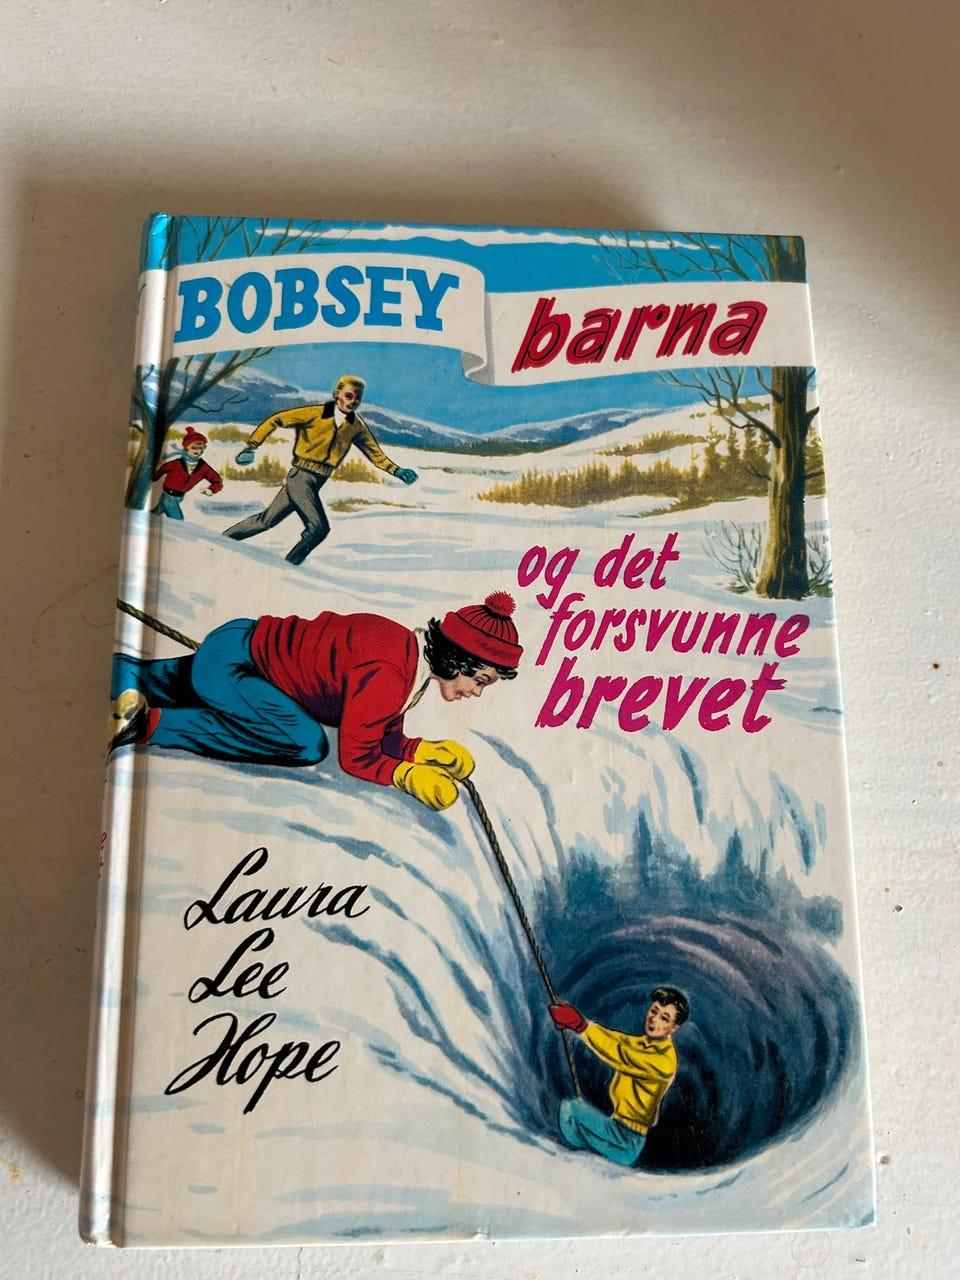 BOBSEY barna
og det
forsvunne
brevet
Laura
Lee
Hope